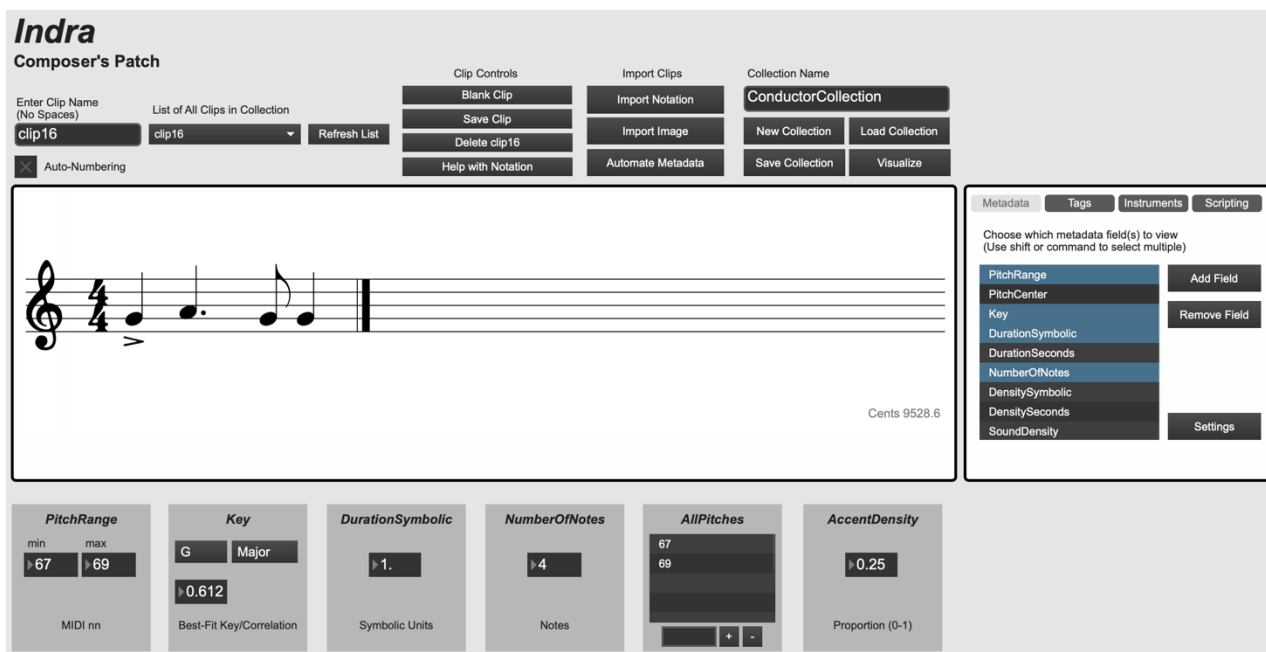 Indra
Composer's Patch
Clip Controls
Import Clips
Collection Name
Enter Clip Name
(No Spaces)
List of All Clips in Collection
Blank Clip
Import Notation
ConductorCollection
clip16
clip16
Refresh List
Save Clip
Import Image
New Collection
Load Collection
Delete clip16
Auto-Numbering
Help with Notation
Automate Metadata
Save Collection
Visualize
4
4
Cents 9528.6
Metadata
Tags
Instruments
Scripting
Choose which metadata field(s) to view
(Use shift or command to select multiple)
PitchRange
PitchCenter
Key
DurationSymbolic
DurationSeconds
NumberOfNotes
DensitySymbolic
DensitySeconds
SoundDensity
Add Field
Remove Field
Settings
PitchRange
min max
67 69
MIDI nn
Key
G Major
0.612
Best-Fit Key/Correlation
DurationSymbolic
1.
Symbolic Units
NumberOfNotes
4
Notes
AllPitches
67
69
+ -
AccentDensity
0.25
Proportion (0-1)